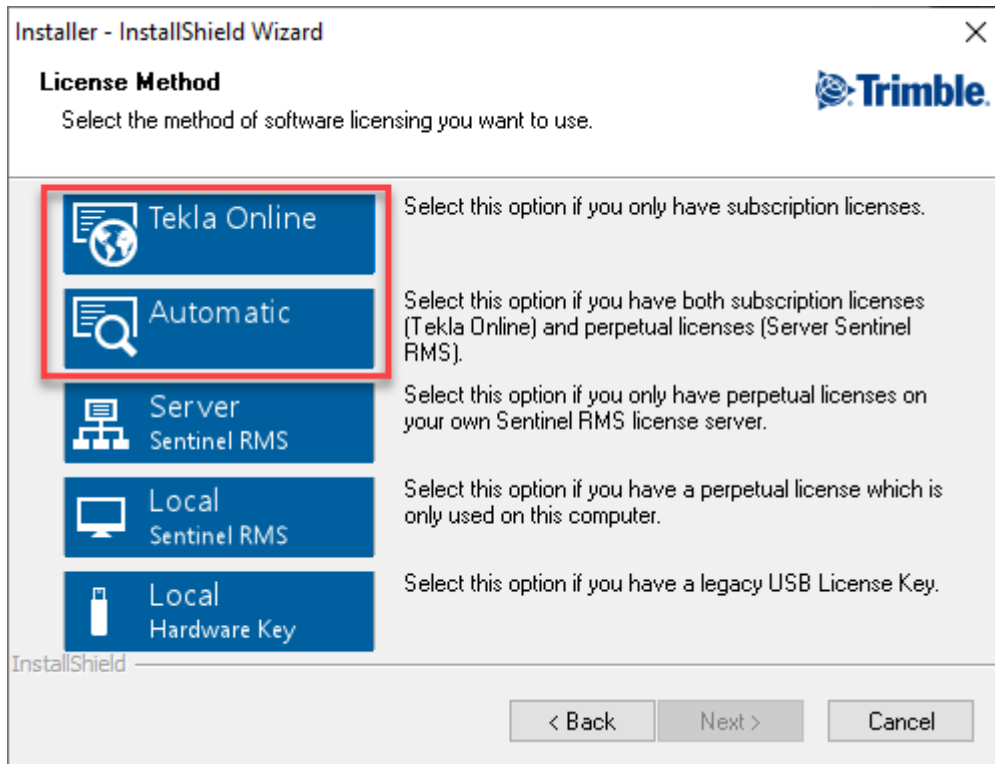 Installer - InstallShield Wizard
License Method
Select the method of software licensing you want to use.
Trimble.
Tekla Online
Select this option if you only have subscription licenses.
Automatic
Select this option if you have both subscription licenses
(Tekla Online) and perpetual licenses (Server Sentinel
RMS).
Server
Sentinel RMS
Select this option if you only have perpetual licenses on
your own Sentinel RMS license server.
Local
Sentinel RMS
Select this option if you have a perpetual license which is
only used on this computer.
Local
Hardware Key
Select this option if you have a legacy USB License Key.
InstallShield
< Back
Next >
Cancel